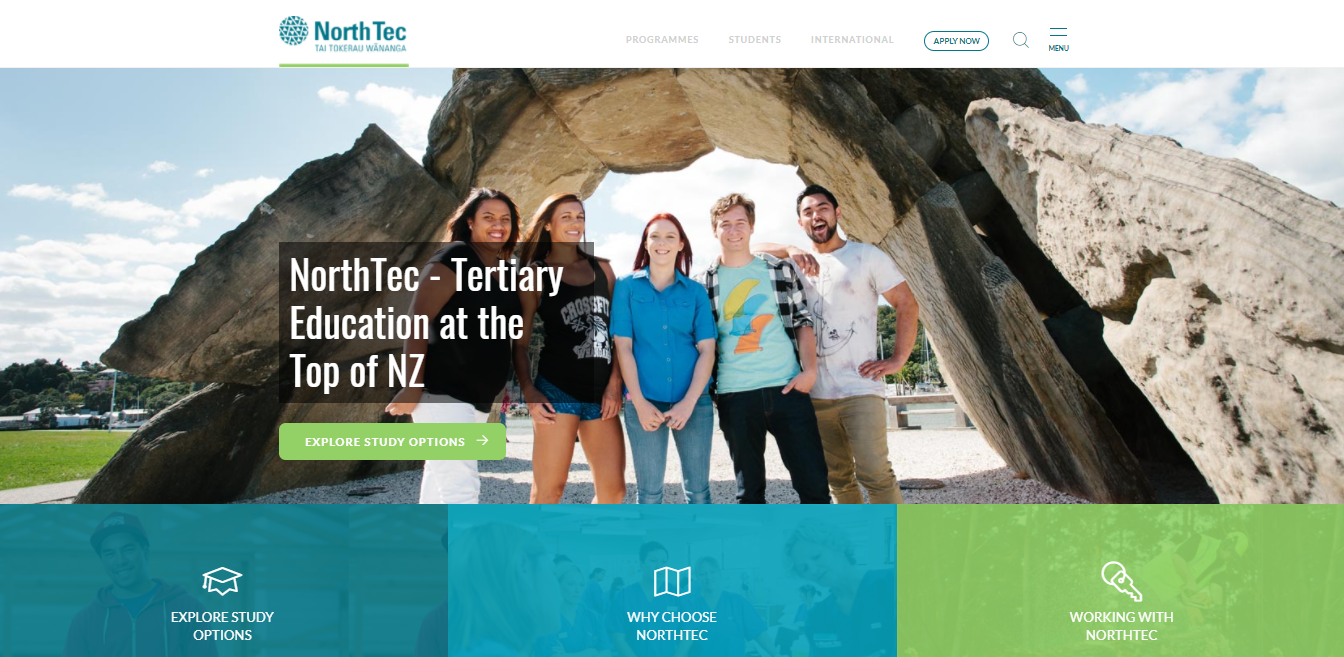 NorthTec
TAI TOKERAU WĀNANGA
PROGRAMMES
STUDENTS
INTERNATIONAL
APPLY NOW
MENU
NorthTec - Tertiary
Education at the
Top of NZ
CROSSFIT
EXPLORE STUDY OPTIONS
EXPLORE STUDY
OPTIONS
WHY CHOOSE
NORTHTEC
WORKING WITH
NORTHTEC